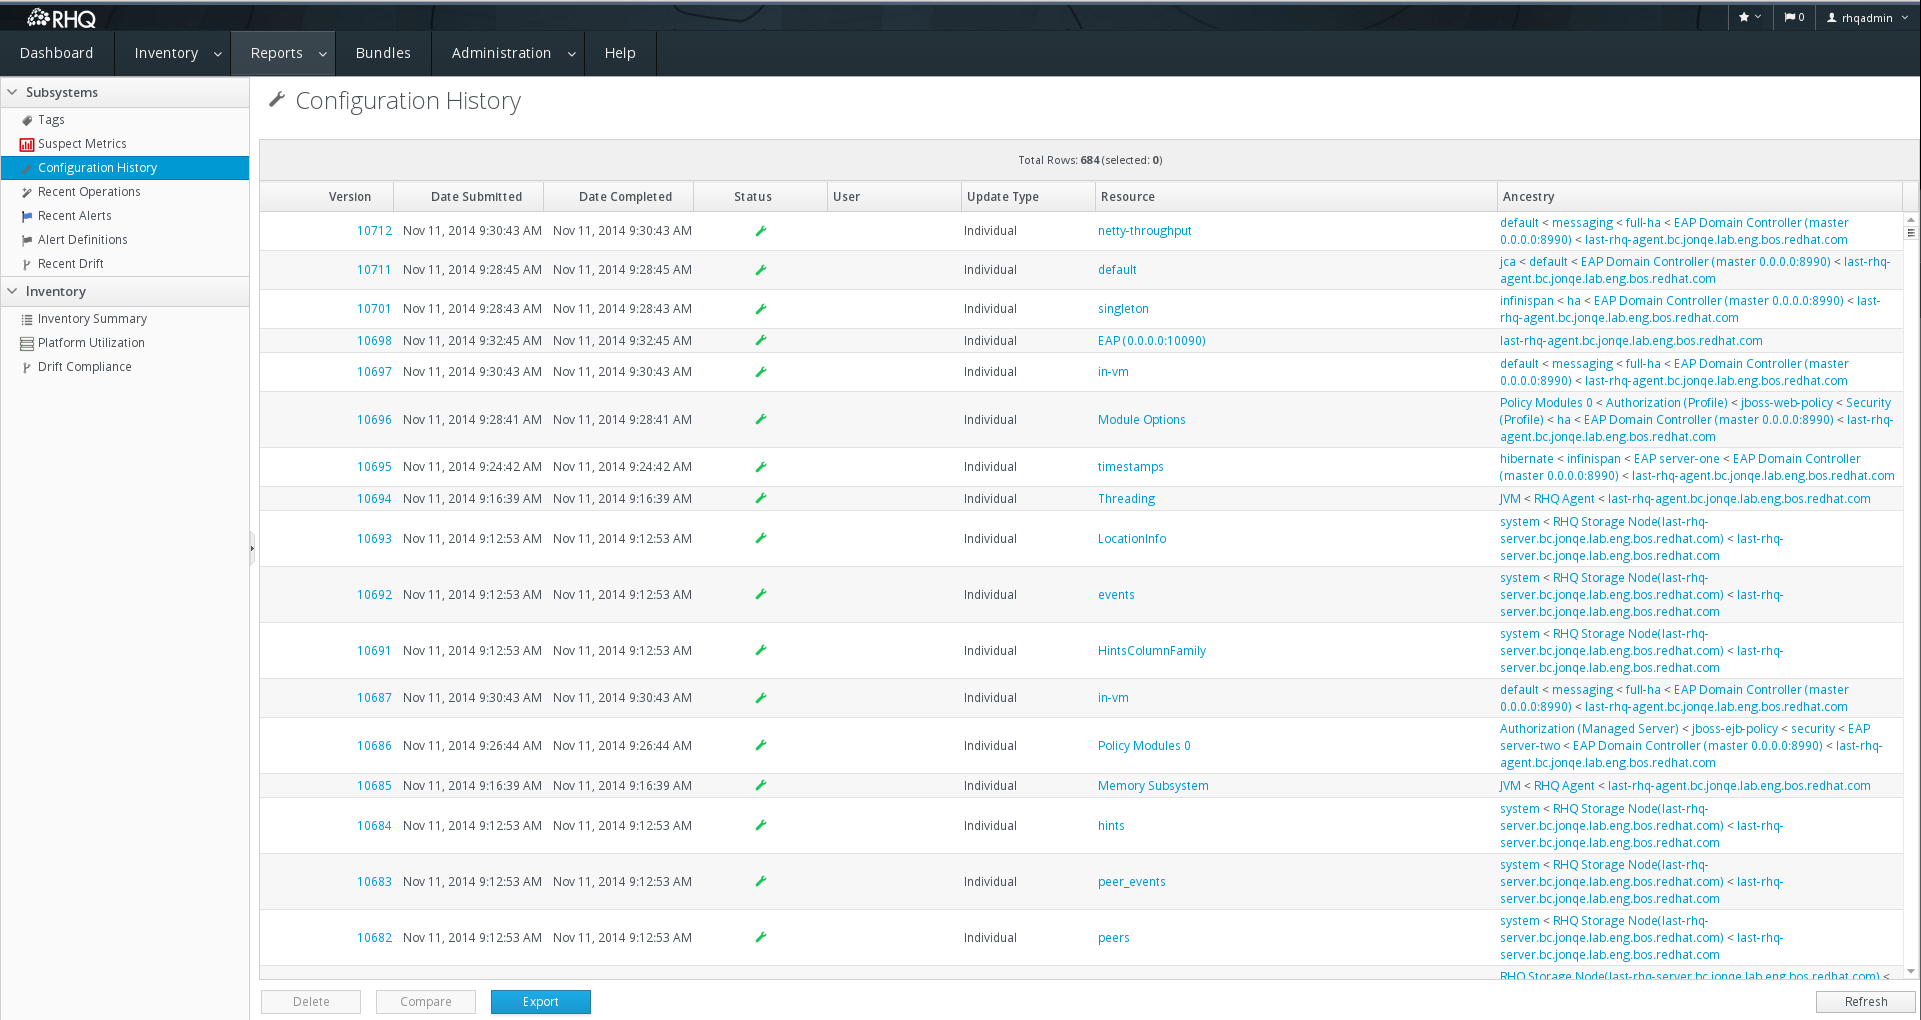 RHQ
0
rhqadmin
Dashboard Inventory Reports Bundles Administration Help
Subsystems
Tags
Suspect Metrics
Configuration History
Recent Operations
Recent Alerts
Alert Definitions
Recent Drift
Inventory
Inventory Summary
Platform Utilization
Drift Compliance
Configuration History
Total Rows: 684 (selected: 0)
Version Date Submitted Date Completed Status User Update Type Resource Ancestry
10712 Nov 11, 2014 9:30:43 AM Nov 11, 2014 9:30:43 AM Individual netty-throughput default < messaging < full-ha < EAP Domain Controller (master
0.0.0.0:8990) < last-rhq-agent.bc.jonqe.lab.eng.bos.redhat.com
10711 Nov 11, 2014 9:28:45 AM Nov 11, 2014 9:28:45 AM Individual default jca < default < EAP Domain Controller (master 0.0.0.0:8990) < last-rhq-
agent.bc.jonqe.lab.eng.bos.redhat.com
10701 Nov 11, 2014 9:28:43 AM Nov 11, 2014 9:28:43 AM Individual singleton infinispan < ha < EAP Domain Controller (master 0.0.0.0:8990) < last-
rhq-agent.bc.jonqe.lab.eng.bos.redhat.com
10698 Nov 11, 2014 9:32:45 AM Nov 11, 2014 9:32:45 AM Individual EAP (0.0.0.0:10090) last-rhq-agent.bc.jonqe.lab.eng.bos.redhat.com
10697 Nov 11, 2014 9:30:43 AM Nov 11, 2014 9:30:43 AM Individual in-vm default < messaging < full-ha < EAP Domain Controller (master
0.0.0.0:8990) < last-rhq-agent.bc.jonqe.lab.eng.bos.redhat.com
10696 Nov 11, 2014 9:28:41 AM Nov 11, 2014 9:28:41 AM Individual Module Options Policy Modules 0 < Authorization (Profile) < jboss-web-policy < Security
(Profile) < ha < EAP Domain Controller (master 0.0.0.0:8990) < last-rhq-
agent.bc.jonqe.lab.eng.bos.redhat.com
10695 Nov 11, 2014 9:24:42 AM Nov 11, 2014 9:24:42 AM Individual timestamps hibernate < infinispan < EAP server-one < EAP Domain Controller
(master 0.0.0.0:8990) < last-rhq-agent.bc.jonqe.lab.eng.bos.redhat.com
10694 Nov 11, 2014 9:16:39 AM Nov 11, 2014 9:16:39 AM Individual Threading JVM < RHQ Agent < last-rhq-agent.bc.jonqe.lab.eng.bos.redhat.com
10693 Nov 11, 2014 9:12:53 AM Nov 11, 2014 9:12:53 AM Individual LocationInfo system < RHQ Storage Node(last-rhq-
server.bc.jonqe.lab.eng.bos.redhat.com) < last-rhq-
server.bc.jonqe.lab.eng.bos.redhat.com
10692 Nov 11, 2014 9:12:53 AM Nov 11, 2014 9:12:53 AM Individual events system < RHQ Storage Node(last-rhq-
server.bc.jonqe.lab.eng.bos.redhat.com) < last-rhq-
server.bc.jonqe.lab.eng.bos.redhat.com
10691 Nov 11, 2014 9:12:53 AM Nov 11, 2014 9:12:53 AM Individual HintsColumnFamily system < RHQ Storage Node(last-rhq-
server.bc.jonqe.lab.eng.bos.redhat.com) < last-rhq-
server.bc.jonqe.lab.eng.bos.redhat.com
10687 Nov 11, 2014 9:30:43 AM Nov 11, 2014 9:30:43 AM Individual in-vm default < messaging < full-ha < EAP Domain Controller (master
0.0.0.0:8990) < last-rhq-agent.bc.jonqe.lab.eng.bos.redhat.com
10686 Nov 11, 2014 9:26:44 AM Nov 11, 2014 9:26:44 AM Individual Policy Modules 0 Authorization (Managed Server) < jboss-ejb-policy < security < EAP
server-two < EAP Domain Controller (master 0.0.0.0:8990) < last-rhq-
agent.bc.jonqe.lab.eng.bos.redhat.com
10685 Nov 11, 2014 9:16:39 AM Nov 11, 2014 9:16:39 AM Individual Memory Subsystem JVM < RHQ Agent < last-rhq-agent.bc.jonqe.lab.eng.bos.redhat.com
10684 Nov 11, 2014 9:12:53 AM Nov 11, 2014 9:12:53 AM Individual hints system < RHQ Storage Node(last-rhq-
server.bc.jonqe.lab.eng.bos.redhat.com) < last-rhq-
server.bc.jonqe.lab.eng.bos.redhat.com
10683 Nov 11, 2014 9:12:53 AM Nov 11, 2014 9:12:53 AM Individual peer_events system < RHQ Storage Node(last-rhq-
server.bc.jonqe.lab.eng.bos.redhat.com) < last-rhq-
server.bc.jonqe.lab.eng.bos.redhat.com
10682 Nov 11, 2014 9:12:53 AM Nov 11, 2014 9:12:53 AM Individual peers system < RHQ Storage Node(last-rhq-
server.bc.jonqe.lab.eng.bos.redhat.com) < last-rhq-
server.bc.jonqe.lab.eng.bos.redhat.com
RHQ Storage Node(last-rhq-server.bc.jonqe.lab.eng.bos.redhat.com) <
Delete Compare Export Refresh